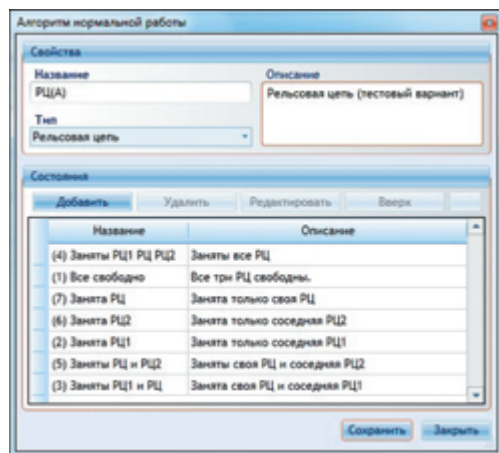 Алгоритм нормальной работы
Свойства
Название
Описание
РЦ(А)
Рельсовая цепь (тестовый вариант)
Тип
Рельсовая цепь
Состояния
Добавить Удалить Редактировать Вверх
Название Описание
(4) Заняты РЦ1 РЦ РЦ2 Заняты все РЦ
(1) Все свободно Все три РЦ свободны.
(7) Занята РЦ Занята только своя РЦ
(6) Занята РЦ2 Занята только соседняя РЦ2
(2) Занята РЦ1 Занята только соседняя РЦ1
(5) Заняты РЦ и РЦ2 Заняты своя РЦ и соседняя РЦ2
(3) Заняты РЦ1 и РЦ Занята своя РЦ и соседняя РЦ1
Сохранить Закрыть